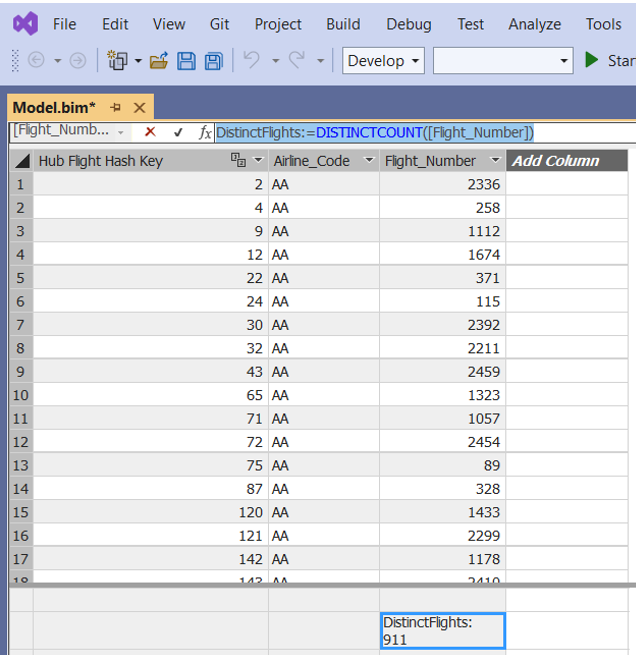 File Edit View Git Project Build Debug Test Analyze Tools
Develop Star
Model.bim*
[Flight_Numb... fx DistinctFlights:=DISTINCTCOUNT([Flight_Number])
Hub Flight Hash Key Airline_Code Flight_Number Add Column
1 2 AA 2336
2 4 AA 258
3 9 AA 1112
4 12 AA 1674
5 22 AA 371
6 24 AA 115
7 30 AA 2392
8 32 AA 2211
9 43 AA 2459
10 65 AA 1323
11 71 AA 1057
12 72 AA 2454
13 75 AA 89
14 87 AA 328
15 120 AA 1433
16 121 AA 2299
17 142 AA 1178
18 143 AA 2410
DistinctFlights:
911